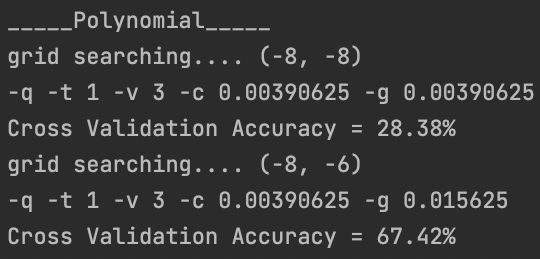 _____Polynomial_____
grid searching.... (-8, -8)
-q -t 1 -v 3 -c 0.00390625 -g 0.00390625
Cross Validation Accuracy = 28.38%
grid searching.... (-8, -6)
-q -t 1 -v 3 -c 0.00390625 -g 0.015625
Cross Validation Accuracy = 67.42%